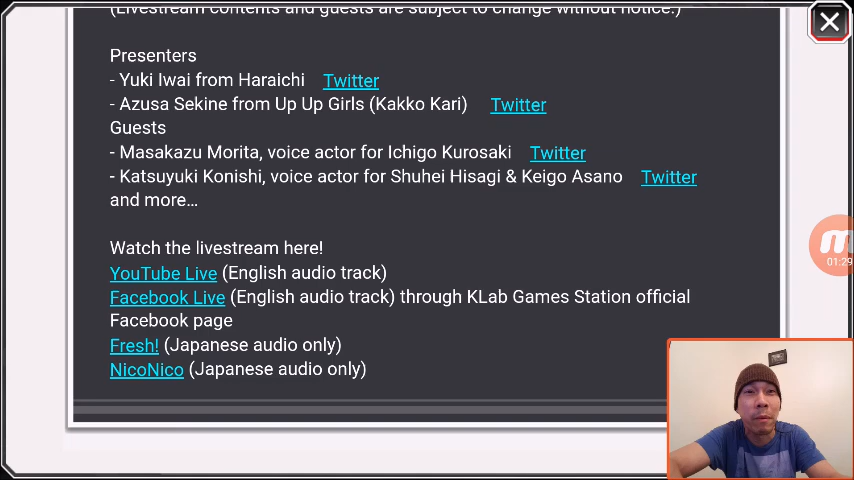 (Livestream contents and guests are subject to change without notice.)
Presenters
- Yuki Iwai from Haraichi Twitter
- Azusa Sekine from Up Up Girls (Kakko Kari) Twitter
Guests
- Masakazu Morita, voice actor for Ichigo Kurosaki Twitter
- Katsuyuki Konishi, voice actor for Shuhei Hisagi & Keigo Asano Twitter
and more...
Watch the livestream here!
YouTube Live (English audio track)
Facebook Live (English audio track) through KLab Games Station official
Facebook page
Fresh! (Japanese audio only)
NicoNico (Japanese audio only)
01:29